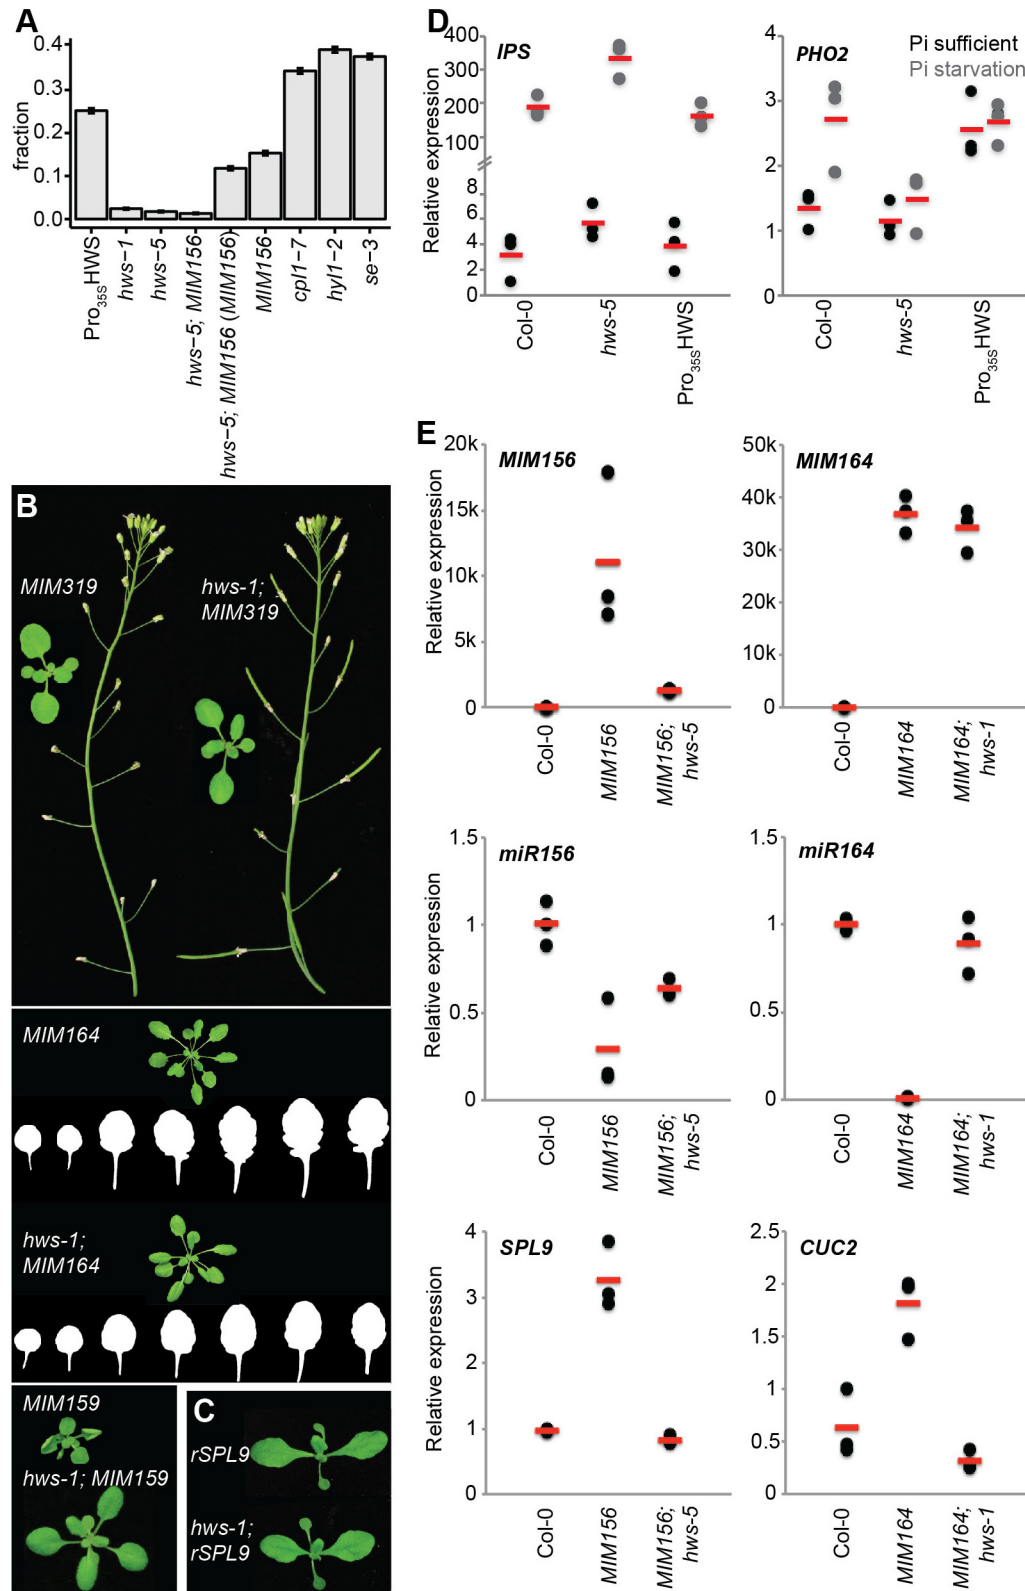 A
fraction
0.4
0.3
0.2
0.1
0.0
Pro35SHWS
hws−1
hws−5
hws−5; MIM156
hws−5; MIM156 (MIM156)
MIM156
cpl1−7
hyl1−2
se−3
B
MIM319
hws-1;
MIM319
MIM164
hws-1;
MIM164
MIM159
hws-1; MIM159
C
rSPL9
hws-1;
rSPL9
D
IPS
Relative expression
400
300
200
100
8
6
4
2
0
Col-0
hws-5
Pro35SHWS
PHO2
Pi sufficient
Pi starvation
4
3
2
1
0
Col-0
hws-5
Pro35SHWS
E
MIM156
Relative expression
20k
15k
10k
5k
0
Col-0
MIM156
MIM156;
hws-5
MIM164
50k
40k
30k
20k
10k
0
Col-0
MIM164
MIM164;
hws-1
miR156
Relative expression
1.5
1
0.5
0
Col-0
MIM156
MIM156;
hws-5
miR164
1.5
1
0.5
0
Col-0
MIM164
MIM164;
hws-1
SPL9
Relative expression
4
3
4
1
0
Col-0
MIM156
MIM156;
hws-5
CUC2
2.5
2
1.5
1
0.5
0
Col-0
MIM164
MIM164;
hws-1